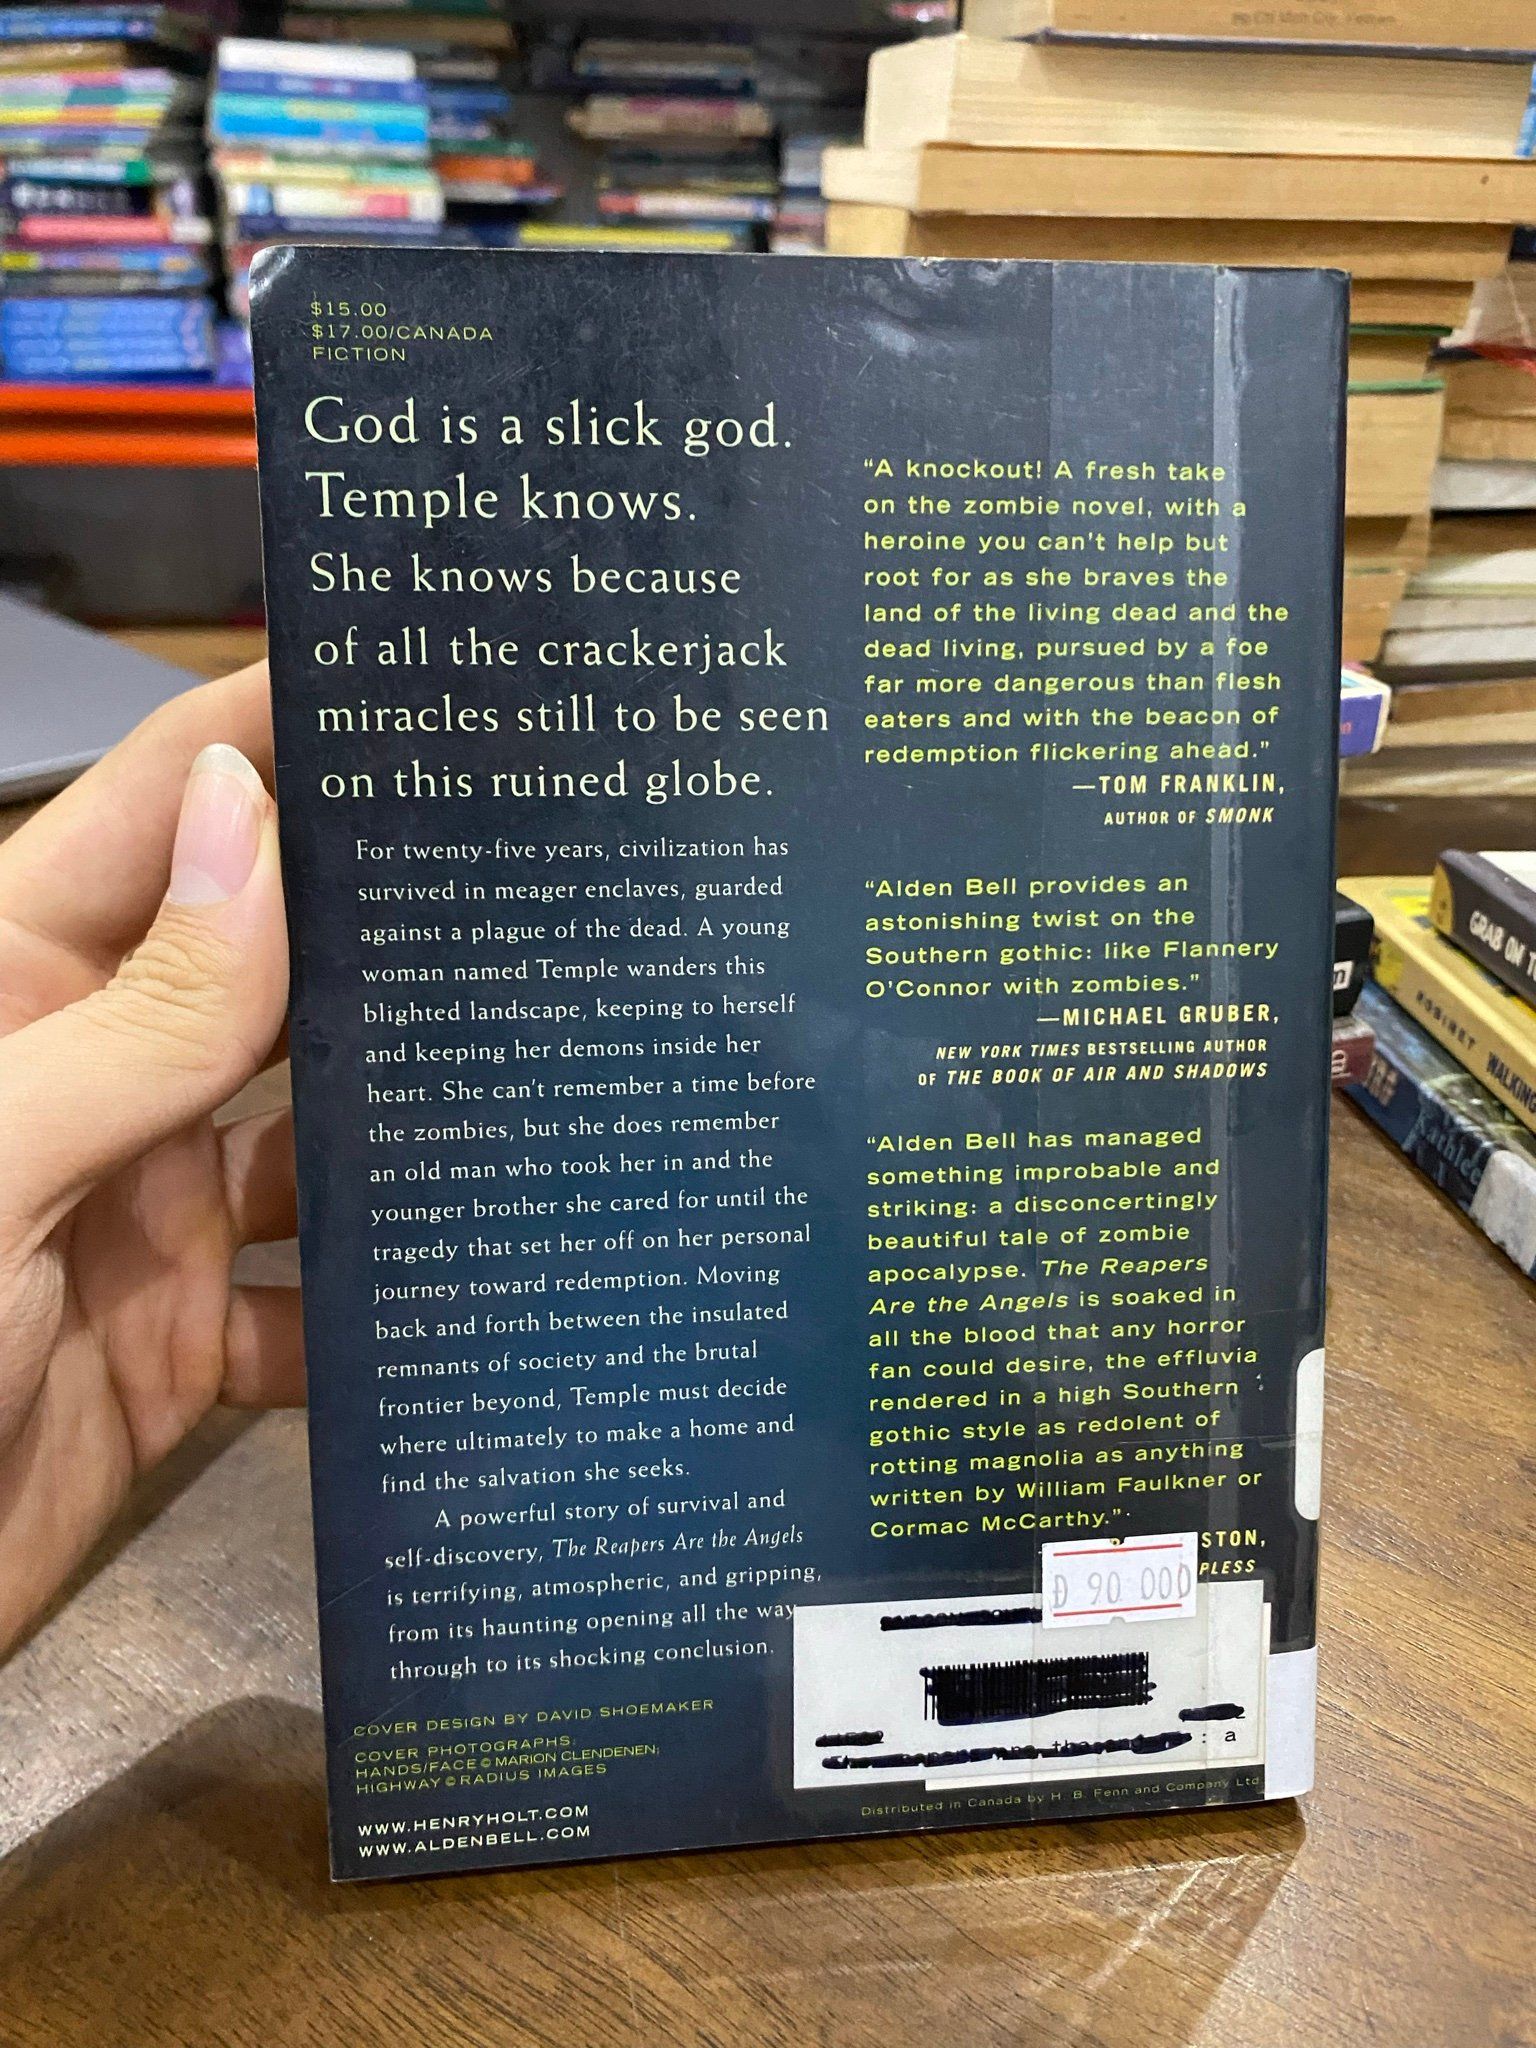 $15.00
$17.00/CANADA
FICTION
God is a slick god.
Temple knows.
She knows because
of all the crackerjack
miracles still to be seen
on this ruined globe.
For twenty-five years, civilization has
survived in meager enclaves, guarded
against a plague of the dead. A young
woman named Temple wanders this
blighted landscape, keeping to herself
and keeping her demons inside her
heart. She can't remember a time before
the zombies, but she does remember
an old man who took her in and the
younger brother she cared for until the
tragedy that set her off on her personal
journey toward redemption. Moving
back and forth between the insulated
remnants of society and the brutal
frontier beyond, Temple must decide
where ultimately to make a home and
find the salvation she seeks.
A powerful story of survival and
self-discovery, The Reapers Are the Angels
is terrifying, atmospheric, and gripping,
from its haunting opening all the way
through to its shocking conclusion.
COVER DESIGN BY DAVID SHOEMAKER
COVER PHOTOGRAPHS:
HANDS/FACE © MARION CLENDENEN;
HIGHWAY © RADIUS IMAGES
WWW.HENRYHOLT.COM
WWW.ALDENBELL.COM
"A knockout! A fresh take
on the zombie novel, with a
heroine you can't help but
root for as she braves the
land of the living dead and the
dead living, pursued by a foe
far more dangerous than flesh
eaters and with the beacon of
redemption flickering ahead."
—TOM FRANKLIN,
AUTHOR OF SMONK
"Alden Bell provides an
astonishing twist on the
Southern gothic: like Flannery
O'Connor with zombies."
—MICHAEL GRUBER,
NEW YORK TIMES BESTSELLING AUTHOR
OF THE BOOK OF AIR AND SHADOWS
"Alden Bell has managed
something improbable and
striking: a disconcertingly
beautiful tale of zombie
apocalypse. The Reapers
Are the Angels is soaked in
all the blood that any horror
fan could desire, the effluvia
rendered in a high Southern
gothic style as redolent of
rotting magnolia as anything
written by William Faulkner or
Cormac McCarthy."
STON,
PLESS
Đ 90 000
: a
Distributed in Canada by H. B. Fenn and Company Ltd.
GRAB ON
WALKING